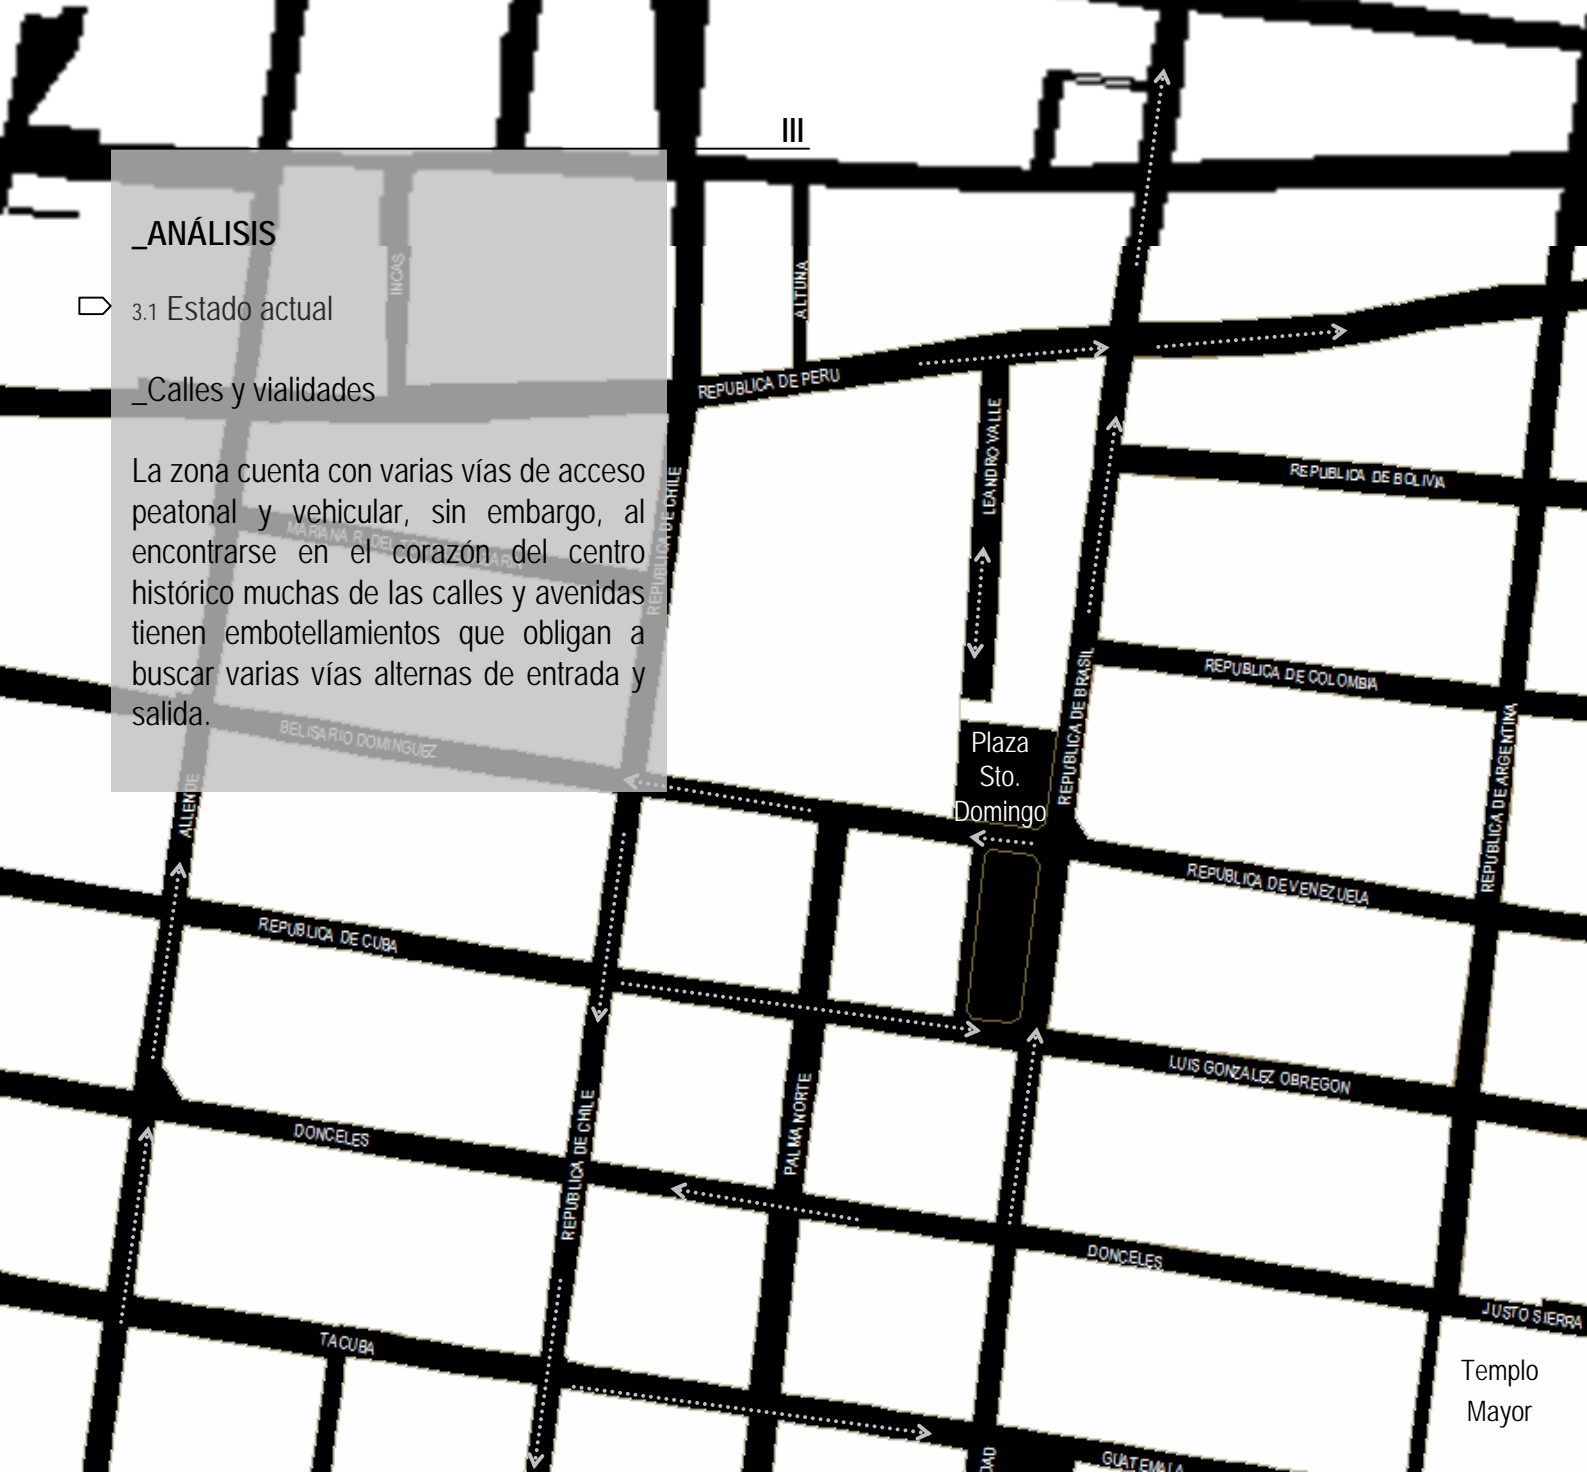 III
_ANÁLISIS
3.1 Estado actual
_Calles y vialidades
La zona cuenta con varias vías de acceso
peatonal y vehicular, sin embargo, al
encontrarse en el corazón del centro
histórico muchas de las calles y avenidas
tienen embotellamientos que obligan a
buscar varias vías alternas de entrada y
salida.
INCAS
ALTUNA
REPUBLICA DE PERU
LEANDRO VALLE
REPUBLICA DE BOLIVIA
REPUBLICA DE CHILE
MARIANA R. DEL
REPUBLICA DE COLOMBIA
REPUBLICA DE BRASIL
REPUBLICA DE ARGENTINA
BELISARIO DOMINGUEZ
Plaza
Sto.
Domingo
ALLENDE
REPUBLICA DE VENEZUELA
REPUBLICA DE CUBA
LUIS GONZALEZ OBREGON
PALMA NORTE
REPUBLICA DE CHILE
DONCELES
DONCELES
JUSTO SIERRA
TACUBA
Templo
Mayor
GUATEMALA